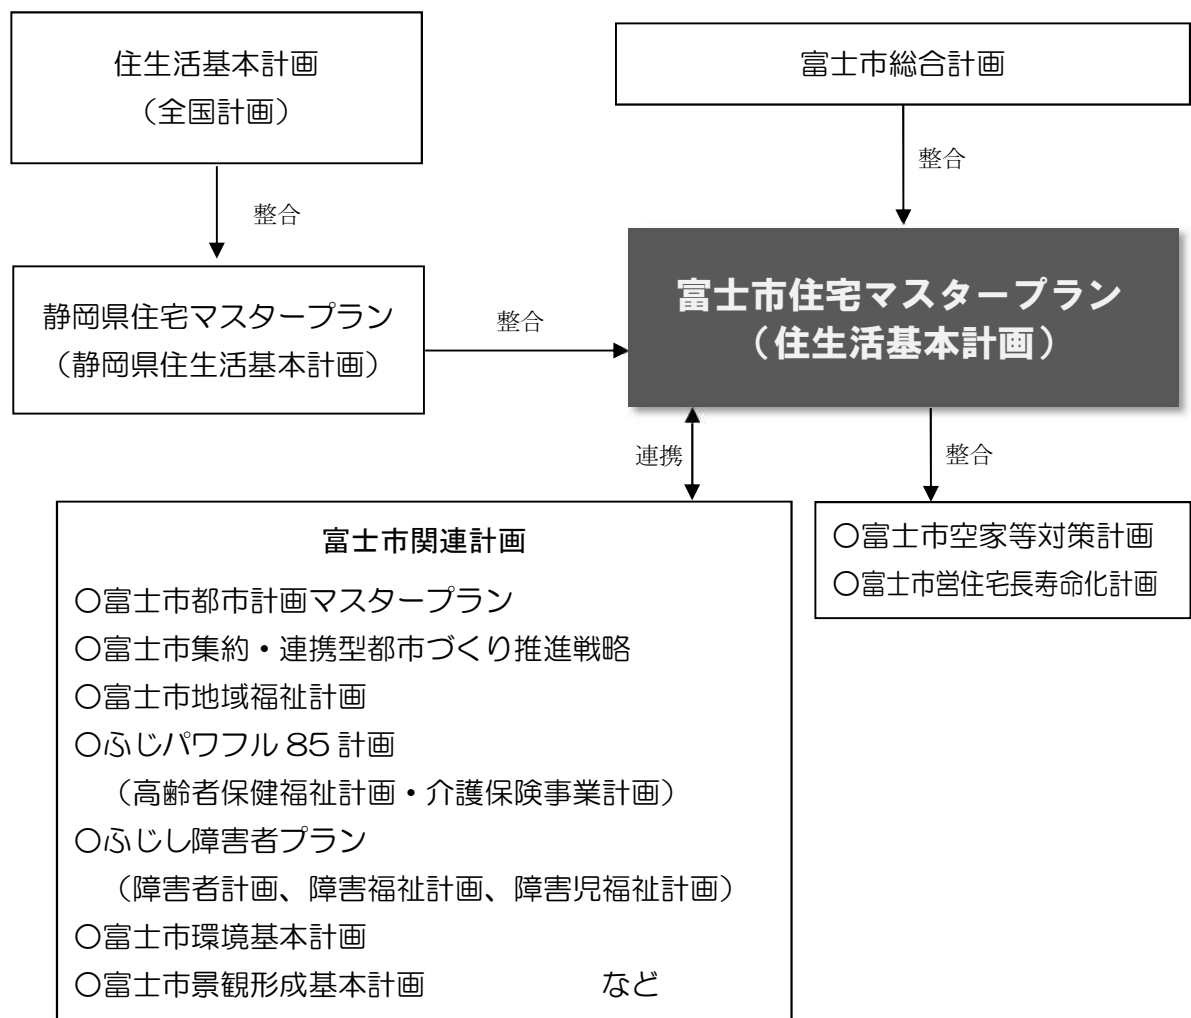 住生活基本計画
（全国計画）
富士市総合計画
整合
整合
静岡県住宅マスタープラン
（静岡県住生活基本計画）
整合
富士市住宅マスタープラン
（住生活基本計画）
連携
整合
富士市関連計画
〇富士市都市計画マスタープラン
〇富士市集約・連携型都市づくり推進戦略
〇富士市地域福祉計画
〇ふじパワフル 85 計画
（高齢者保健福祉計画・介護保険事業計画）
〇ふじし障害者プラン
（障害者計画、障害福祉計画、障害児福祉計画）
〇富士市環境基本計画
〇富士市景観形成基本計画　　　　　　など
〇富士市空家等対策計画
〇富士市営住宅長寿命化計画